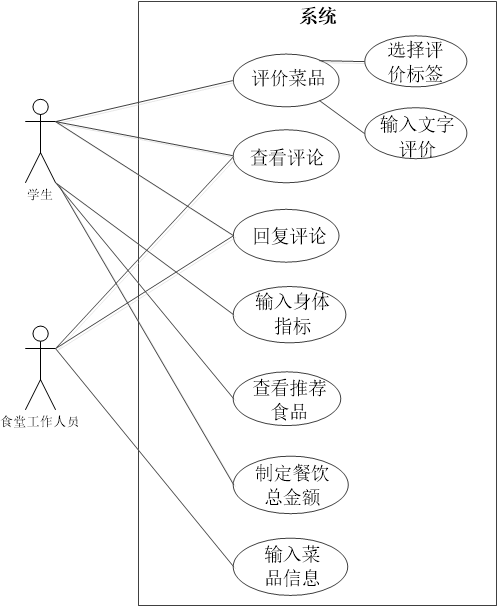 系统
评价菜品
选择评
价标签
输入文字
评价
查看评论
学生
回复评论
输入身体
指标
查看推荐
食品
食堂工作人员
制定餐饮
总金额
输入菜
品信息